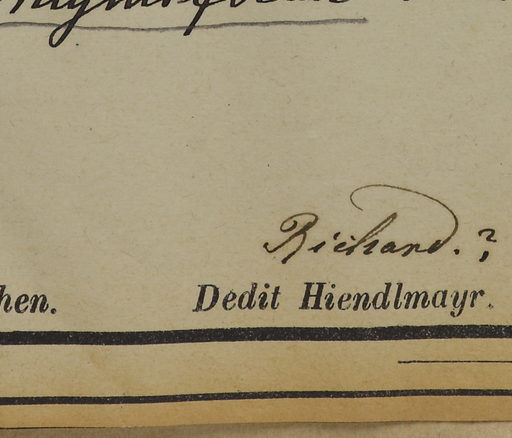 Richard. ?
hen. Dedit Hiendlmayr.